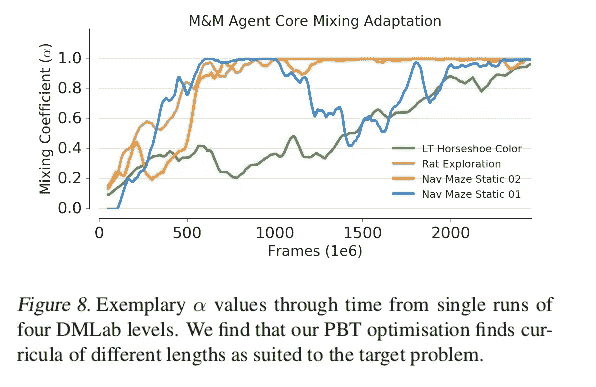 M&M Agent Core Mixing Adaptation
Mixing Coefficient (α)
1.0
0.8
0.6
0.4
0.2
0.0
LT Horseshoe Color
Rat Exploration
Nav Maze Static 02
Nav Maze Static 01
0 500 1000 1500 2000
Frames (1e6)
Figure 8. Exemplary α values through time from single runs of
four DMLab levels. We find that our PBT optimisation finds cur-
ricula of different lengths as suited to the target problem.